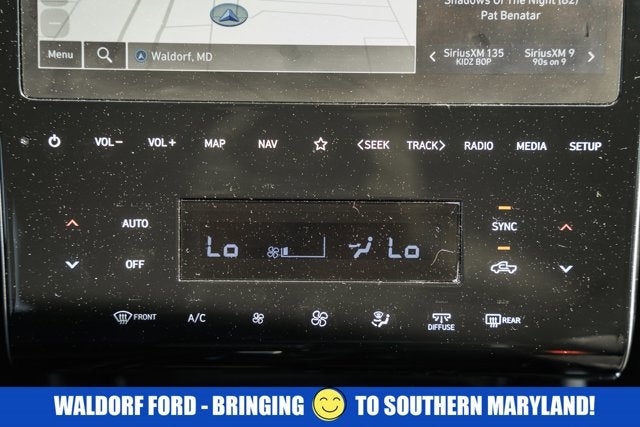 Shadows Of The Night (82)
Pat Benatar
Menu
Waldorf, MD
SiriusXM 135
KIDZ BOP
SiriusXM 9
90s on 9
VOL− VOL+ MAP NAV <SEEK TRACK> RADIO MEDIA SETUP
AUTO
SYNC
Lo Lo
OFF
FRONT A/C DIFFUSE REAR
WALDORF FORD - BRINGING TO SOUTHERN MARYLAND!